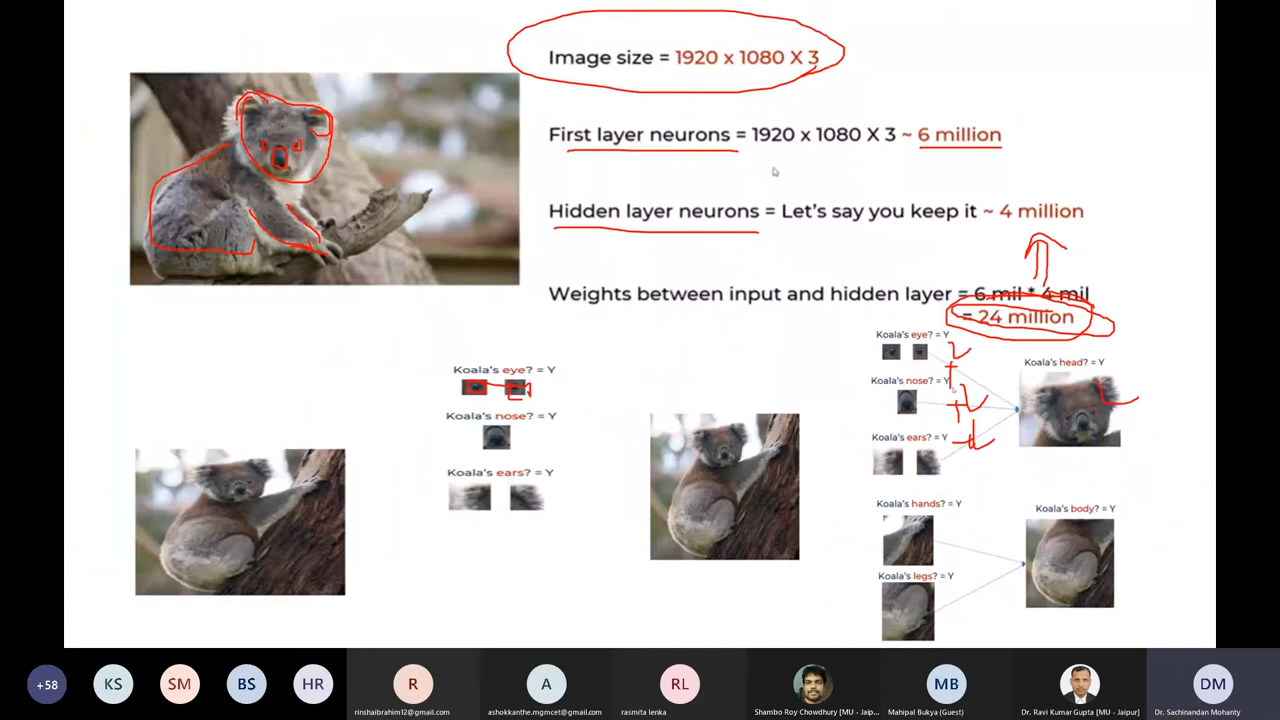 Image size = 1920 x 1080 X 3
First layer neurons = 1920 x 1080 X 3 ~ 6 million
Hidden layer neurons = Let's say you keep it ~ 4 million
Weights between input and hidden layer = 6 mil * 4 mil
= 24 million
Koala's eye? = Y
Koala's nose? = Y
Koala's ears? = Y
Koala's eye? = Y
Koala's nose? = Y
Koala's ears? = Y
Koala's head? = Y
Koala's hands? = Y
Koala's legs? = Y
Koala's body? = Y
+58
KS
SM
BS
HR
R
rinshaibrahim12@gmail.com
A
ashokkanthe.mgmcet@gmail.com
RL
rasmita lenka
Shambo Roy Chowdhury [MU - Jaip...
MB
Mahipal Bukya (Guest)
Dr. Ravi Kumar Gupta [MU - Jaipur]
DM
Dr. Sachinandan Mohanty